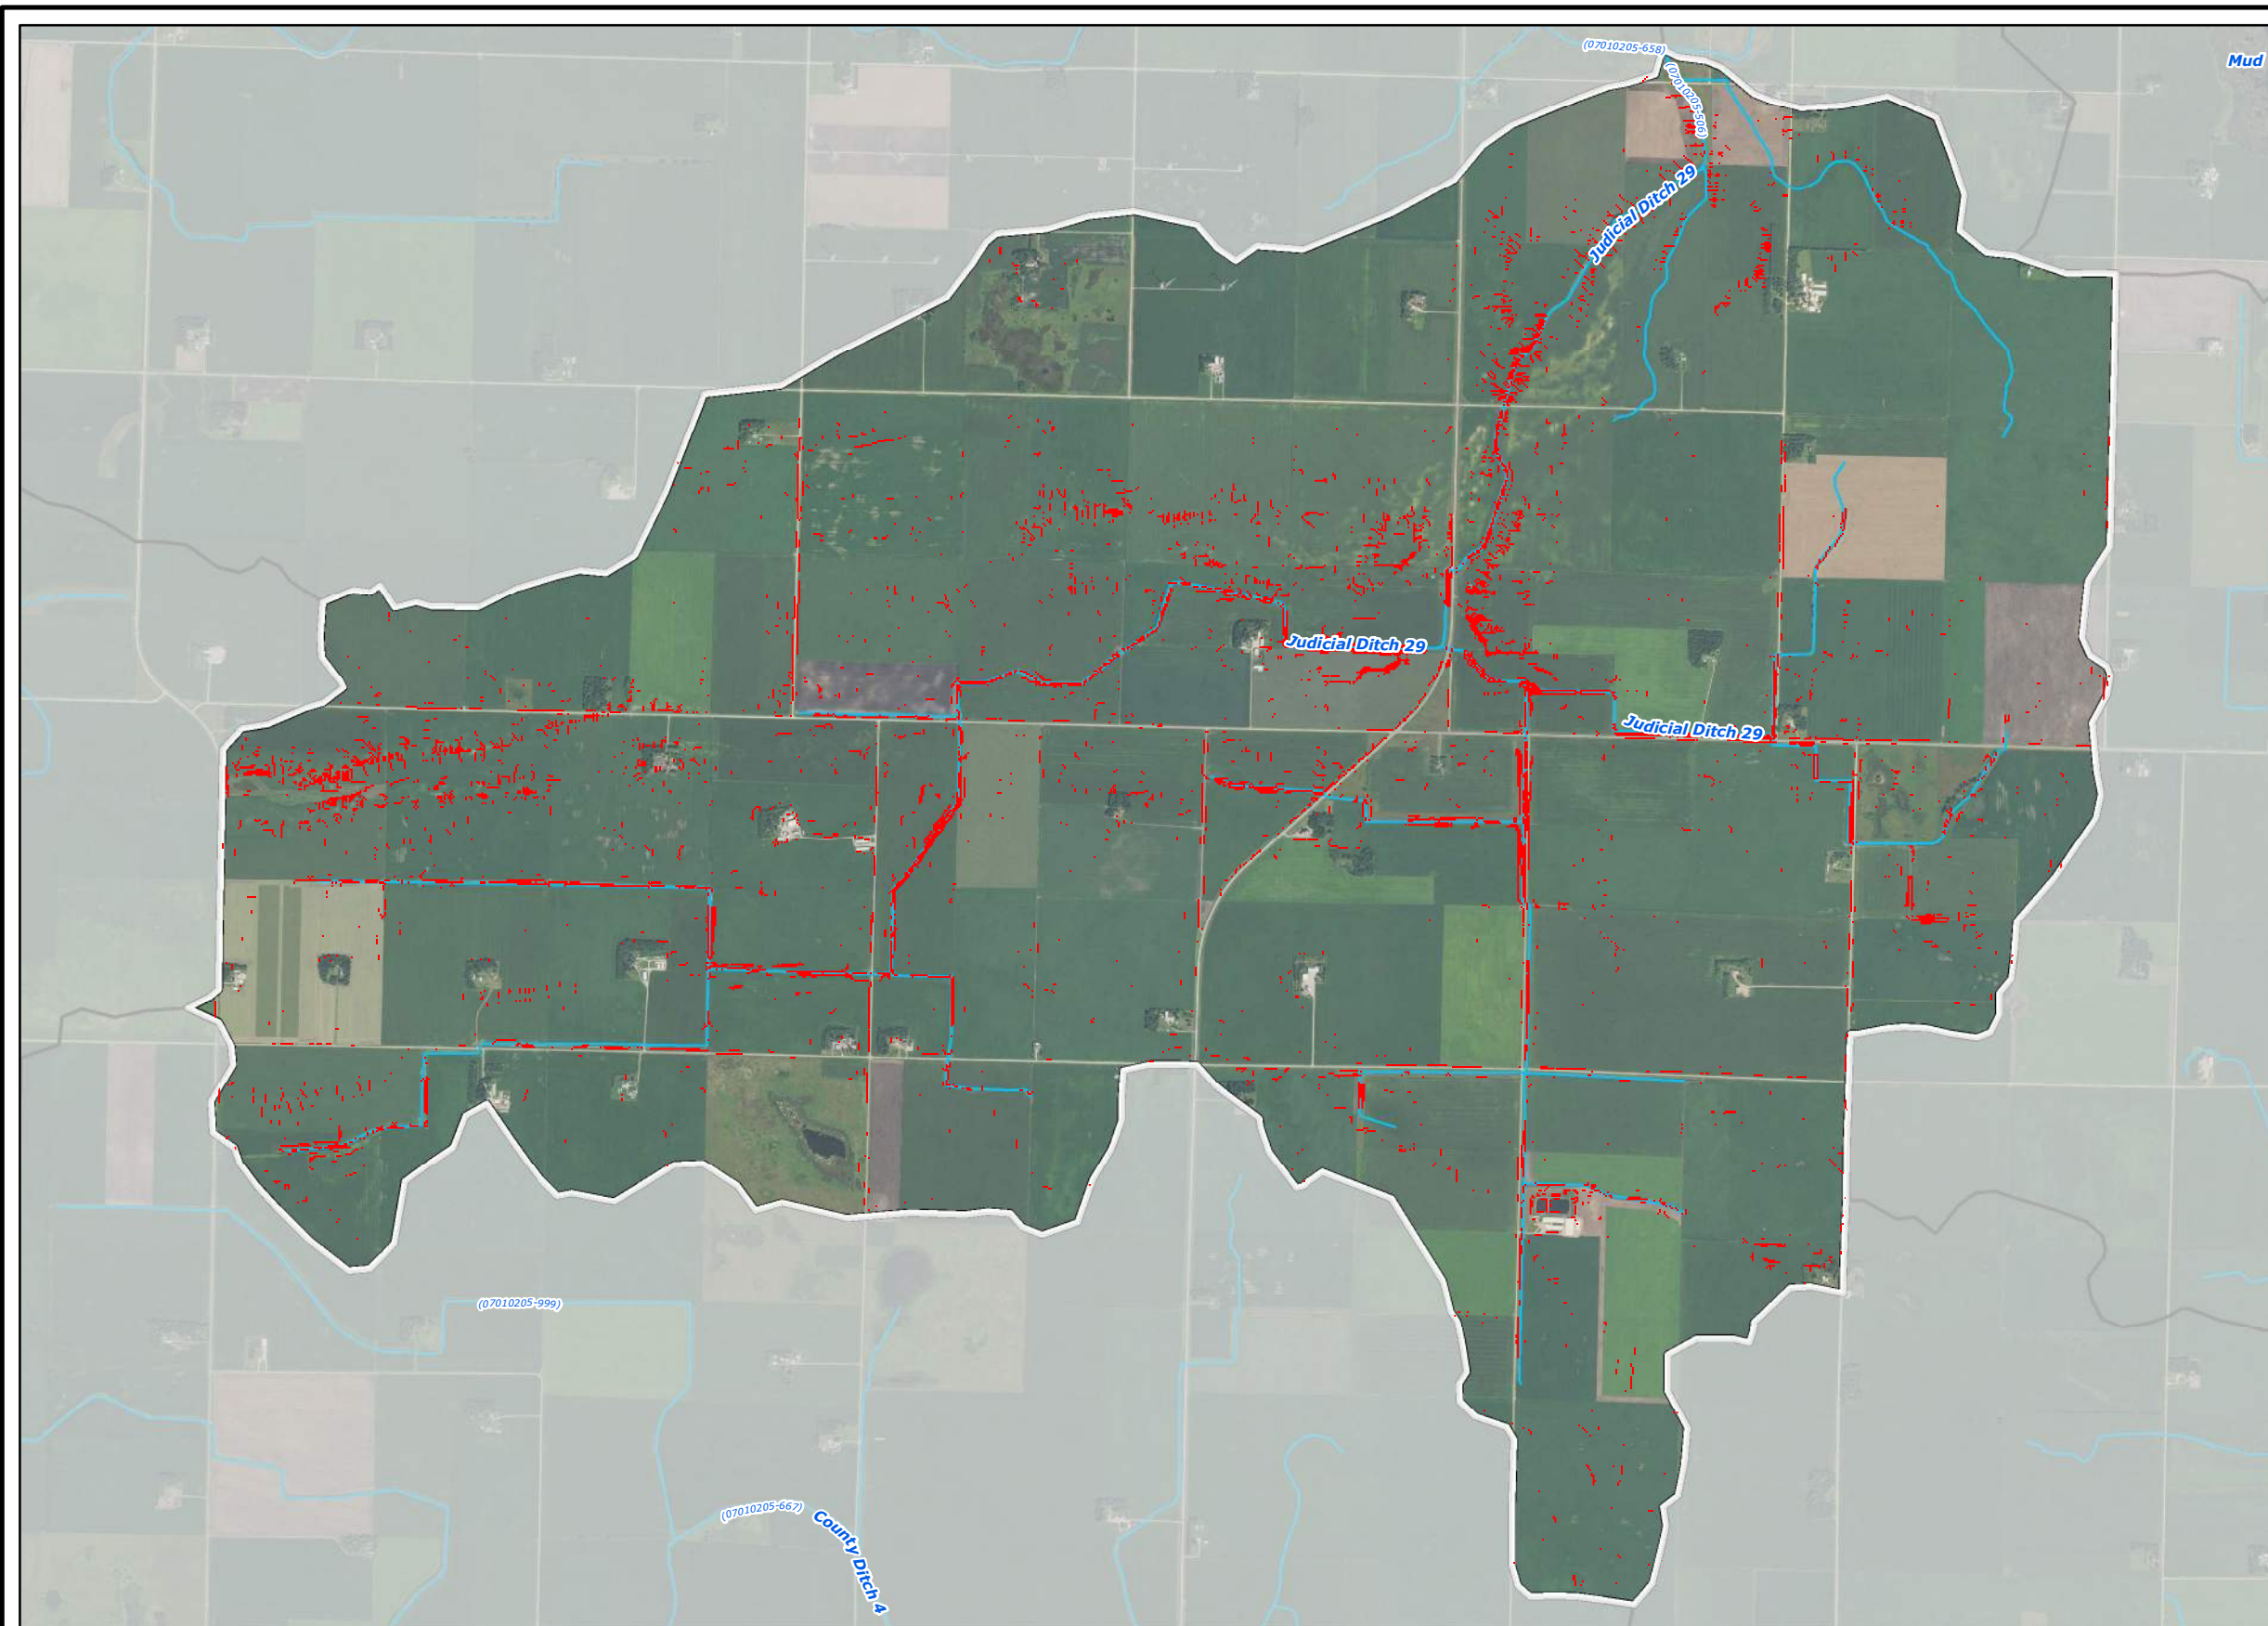 (07010205-658)
Mud
(07010205-506)
Judicial Ditch 29
Judicial Ditch 29
Judicial Ditch 29
(07010205-999)
(07010205-667)
County Ditch 4